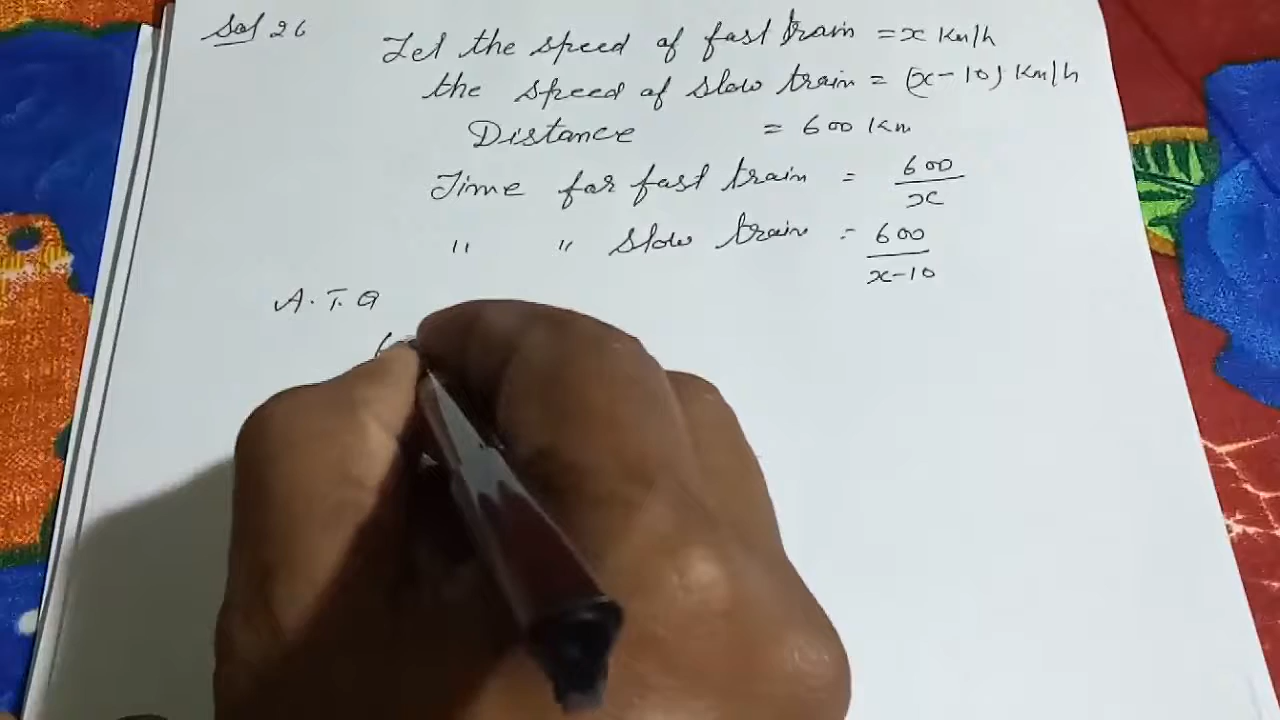 Sol 26
Let the speed of fast train = x Km/h
the speed of slow train = (x-10) Km/h
Distance = 600 Km
Time for fast train = 600/x
" " slow train = 600/x-10
A.T.Q
6